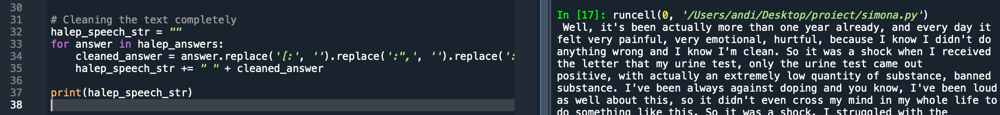 30
31 # Cleaning the text completely
32 halep_speech_str = ""
33 for answer in halep_answers:
34 cleaned_answer = answer.replace('[:', '').replace(':",', '').replace(':
35 halep_speech_str += " " + cleaned_answer
36
37 print(halep_speech_str)
38
In [17]: runcell(0, '/Users/andi/Desktop/proiect/simona.py')
Well, it's been actually more than one year already, and every day it
felt very painful, very emotional, hurtful, because I know I didn't do
anything wrong and I know I'm clean. So it was a shock when I received
the letter that my urine test, only the urine test came out
positive, with actually an extremely low quantity of substance, banned
substance. I've been always against doping and you know, I've been loud
as well about this, so it didn't even cross my mind in my whole life to
do something like this. So it was a shock. I struggled with the